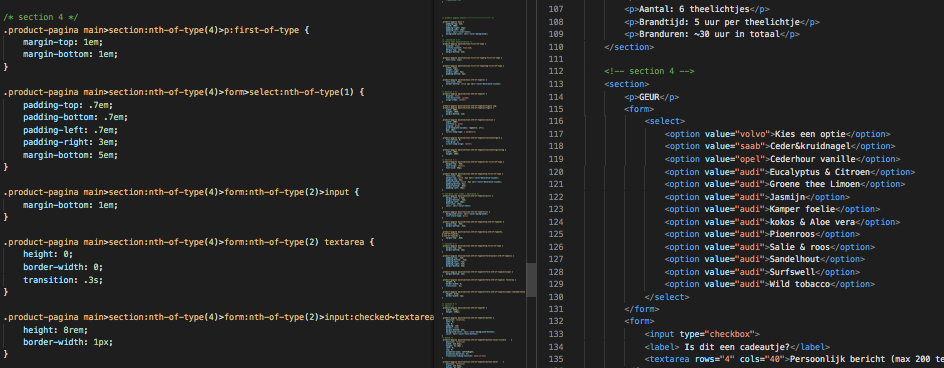 /* section 4 */
.product-pagina main>section:nth-of-type(4)>p:first-of-type {
margin-top: 1em;
margin-bottom: 1em;
}
.product-pagina main>section:nth-of-type(4)>form>select:nth-of-type(1) {
padding-top: .7em;
padding-bottom: .7em;
padding-left: .7em;
padding-right: 3em;
margin-bottom: 5em;
}
.product-pagina main>section:nth-of-type(4)>form:nth-of-type(2)>input {
margin-bottom: 1em;
}
.product-pagina main>section:nth-of-type(4)>form:nth-of-type(2) textarea {
height: 0;
border-width: 0;
transition: .3s;
}
.product-pagina main>section:nth-of-type(4)>form:nth-of-type(2)>input:checked~textarea
height: 8rem;
border-width: 1px;
}
107 <p>Aantal: 6 theelichtjes</p>
108 <p>Brandtijd: 5 uur per theelichtje</p>
109 <p>Branduren: ~30 uur in totaal</p>
110 </section>
111
112 <!-- section 4 -->
113 <section>
114 <p>GEUR</p>
115 <form>
116 <select>
117 <option value="volvo">Kies een optie</option>
118 <option value="saab">Ceder&kruidnagel</option>
119 <option value="opel">Cederhour vanille</option>
120 <option value="audi">Eucalyptus & Citroen</option>
121 <option value="audi">Groene thee Limoen</option>
122 <option value="audi">Jasmijn</option>
123 <option value="audi">Kamper foelie</option>
124 <option value="audi">kokos & Aloe vera</option>
125 <option value="audi">Pioenroos</option>
126 <option value="audi">Salie & roos</option>
127 <option value="audi">Sandelhout</option>
128 <option value="audi">Surfswell</option>
129 <option value="audi">Wild tobacco</option>
130 </select>
131 </form>
132 <form>
133 <input type="checkbox">
134 <label> Is dit een cadeautje?</label>
135 <textarea rows="4" cols="40">Persoonlijk bericht (max 200 te